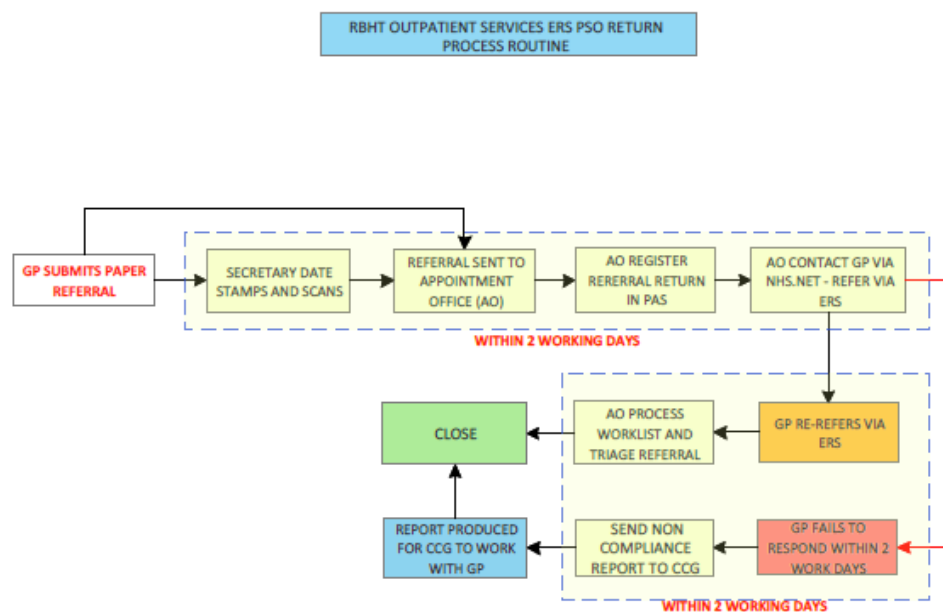 RBHT OUTPATIENT SERVICES ERS PSO RETURN
PROCESS ROUTINE
GP SUBMITS PAPER
REFERRAL
SECRETARY DATE
STAMPS AND SCANS
REFERRAL SENT TO
APPOINTMENT
OFFICE (AO)
AO REGISTER
RERERRAL RETURN
IN PAS
AO CONTACT GP VIA
NHS.NET - REFER VIA
ERS
WITHIN 2 WORKING DAYS
CLOSE
AO PROCESS
WORKLIST AND
TRIAGE REFERRAL
GP RE-REFERS VIA
ERS
REPORT PRODUCED
FOR CCG TO WORK
WITH GP
SEND NON
COMPLIANCE
REPORT TO CCG
GP FAILS TO
RESPOND WITHIN 2
WORK DAYS
WITHIN 2 WORKING DAYS